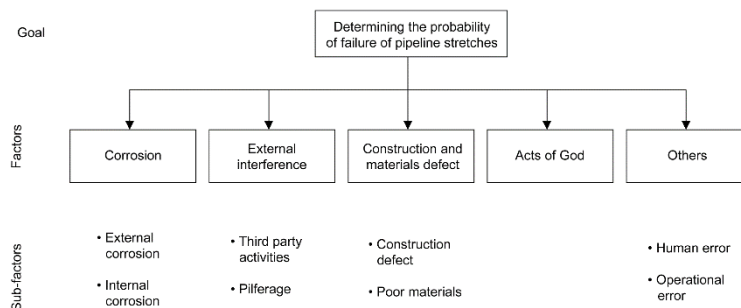 Goal
Determining the probability
of failure of pipeline stretches
Factors
Corrosion
External
interference
Construction and
materials defect
Acts of God
Others
Sub-factors
• External
corrosion
• Internal
corrosion
• Third party
activities
• Pilferage
• Construction
defect
• Poor materials
• Human error
• Operational
error